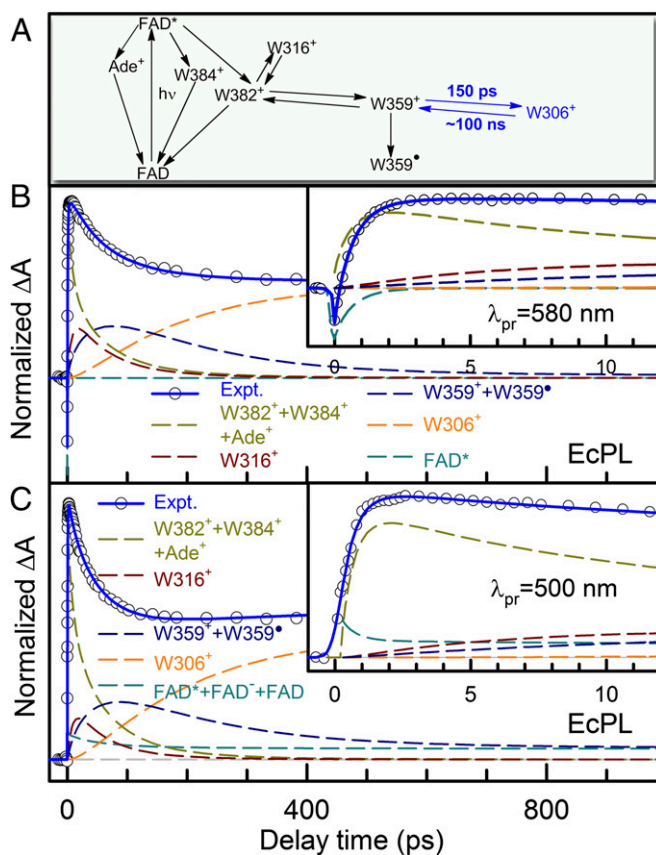 A
FAD*
W316⁺
Ade⁺
W384⁺
hν
W382⁺
150 ps
W359⁺
W306⁺
~100 ns
FAD
W359•
B
Normalized ΔA
λpr=580 nm
0 5 10
Expt.
W382⁺+W384⁺
+Ade⁺
W316⁺
W359⁺+W359•
W306⁺
FAD*
EcPL
C
Normalized ΔA
Expt.
W382⁺+W384⁺
+Ade⁺
W316⁺
W359⁺+W359•
W306⁺
FAD*+FAD⁻+FAD
λpr=500 nm
0 5 10
EcPL
0 400 800
Delay time (ps)